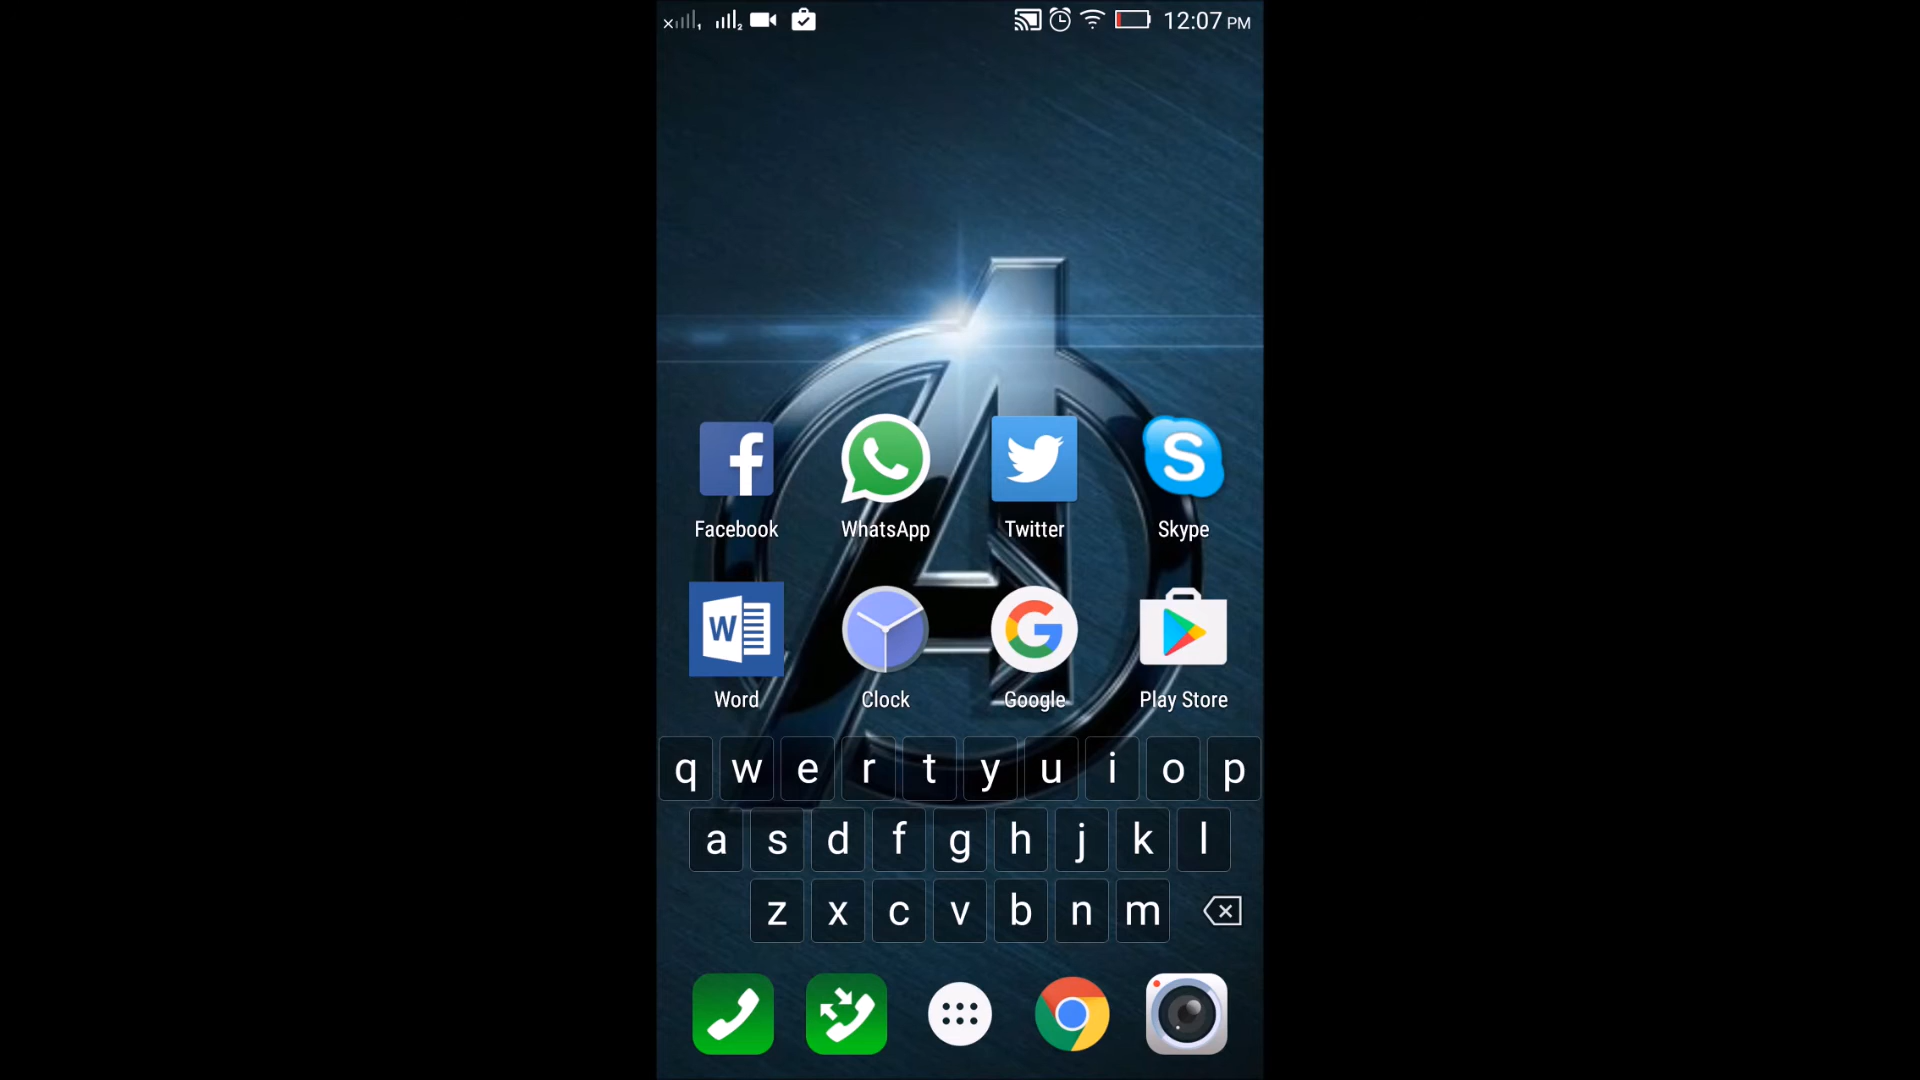 12:07 PM
Facebook WhatsApp Twitter Skype
Word Clock Google Play Store
q w e r t y u i o p
a s d f g h j k l
z x c v b n m